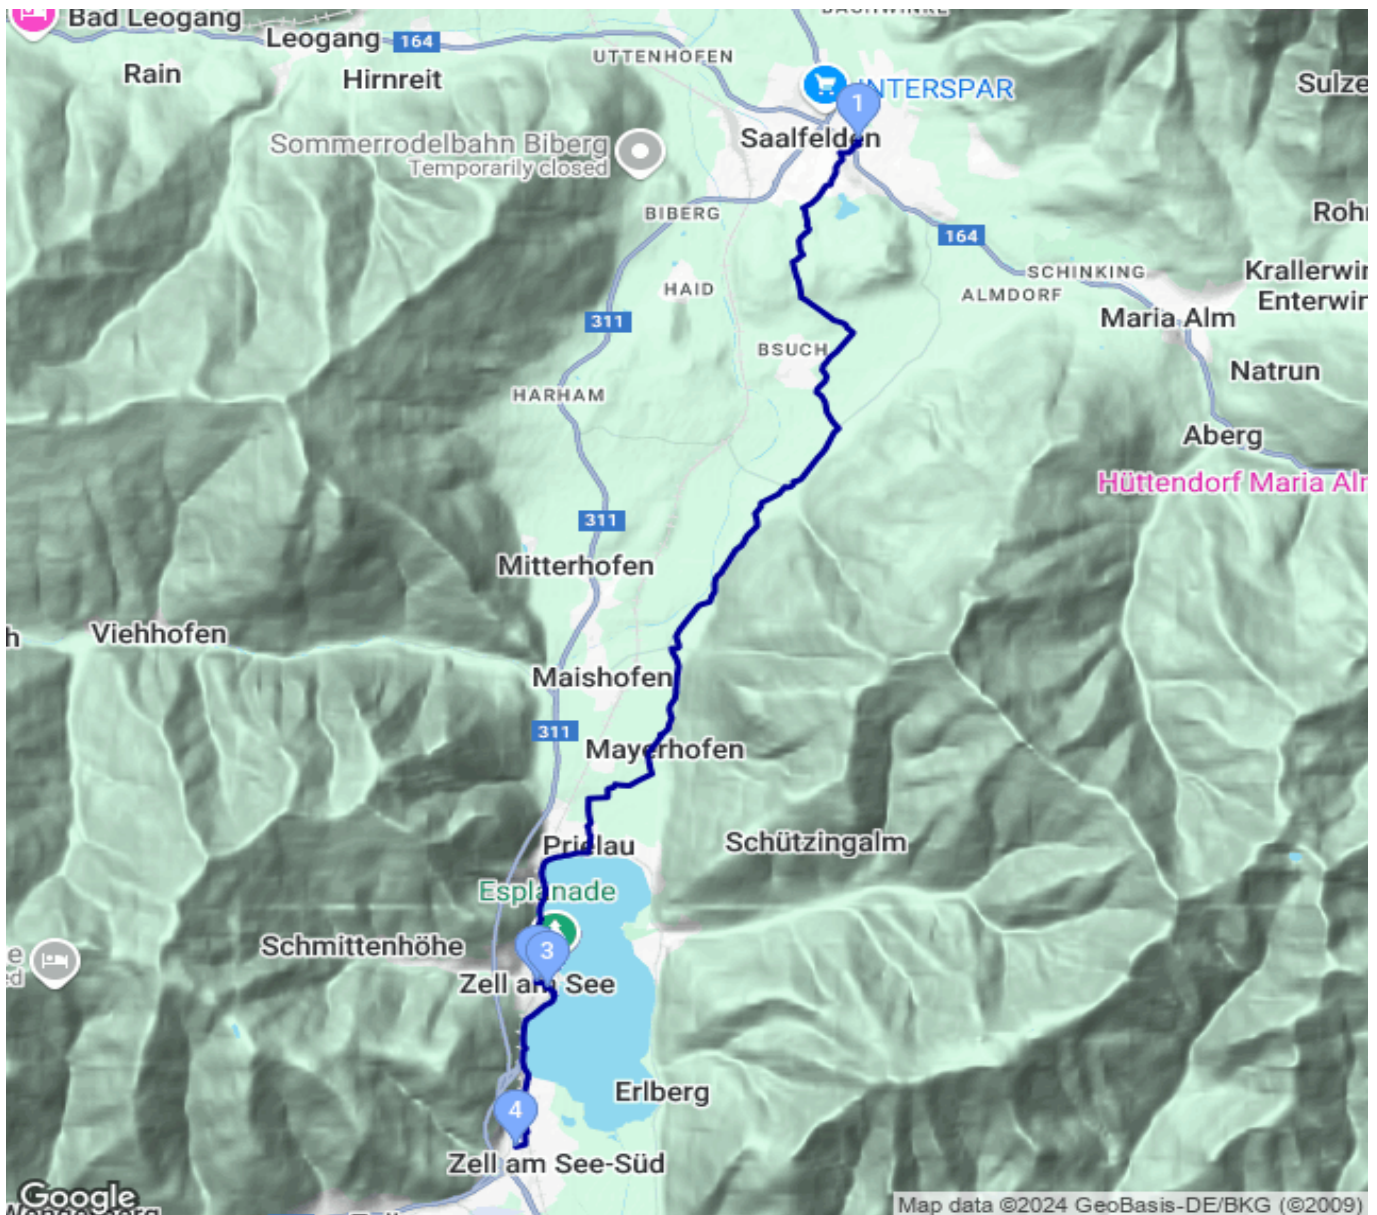 Bad Leogang
Leogang
164
Rain
Hirnreit
UTTENHOFEN
INTERSPAR
1
Sulze
Saalfelden
Sommerrodelbahn Biberg
Temporarily closed
BIBERG
Rohr
164
SCHINKING
Krallerwir
HAID
ALMDORF
Enterwir
311
Maria Alm
BSUCH
Natrun
HARHAM
Aberg
Hüttendorf Maria Alr
311
Mitterhofen
h
Viehhofen
Maishofen
311
Mayerhofen
Prielau
Schützingalm
Esplanade
Schmittenhöhe
3
e
ed
Zell am See
Erlberg
4
Zell am See-Süd
Google
Map data ©2024 GeoBasis-DE/BKG (©2009)